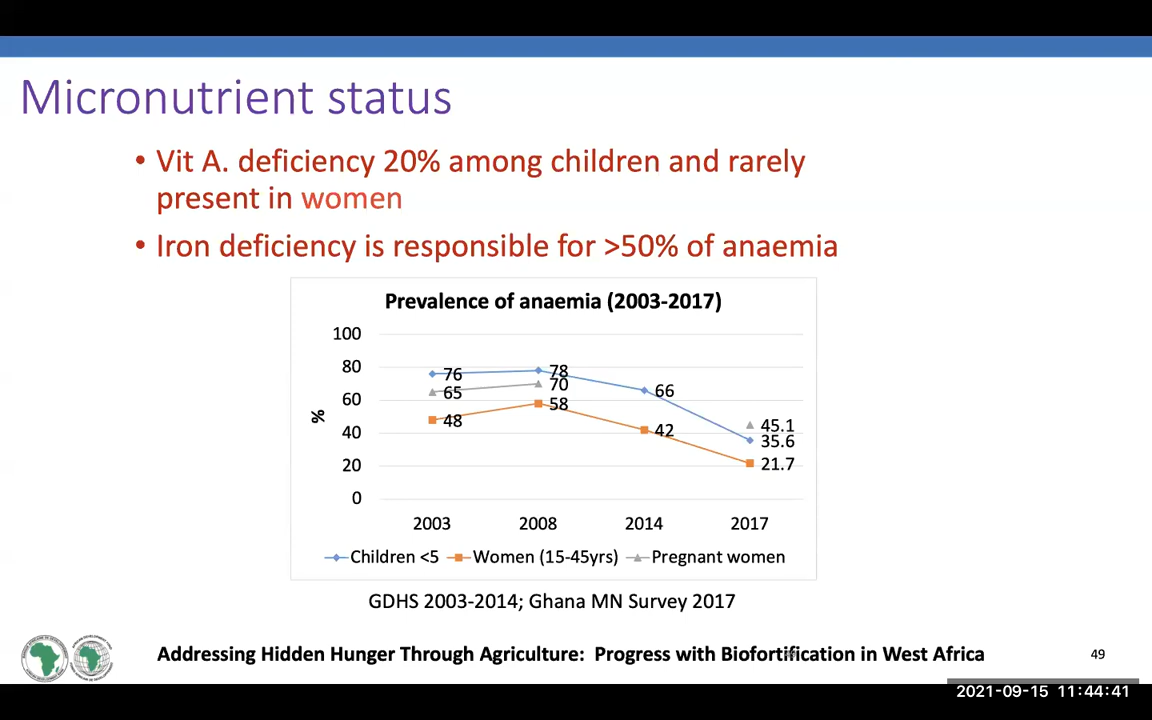 Micronutrient status
• Vit A. deficiency 20% among children and rarely
present in women
• Iron deficiency is responsible for >50% of anaemia
Prevalence of anaemia (2003-2017)
100
80
60
40
20
0
%
76
78
66
35.6
65
70
45.1
48
58
42
21.7
2003 2008 2014 2017
Children <5 Women (15-45yrs) Pregnant women
GDHS 2003-2014; Ghana MN Survey 2017
Addressing Hidden Hunger Through Agriculture: Progress with Biofortification in West Africa
49
2021-09-15 11:44:41